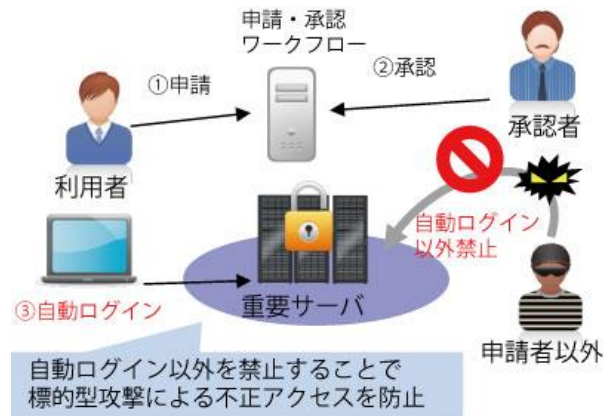 申請・承認
ワークフロー
①申請
②承認
利用者
承認者
自動ログイン
以外禁止
③自動ログイン
重要サーバ
申請者以外
自動ログイン以外を禁止することで
標的型攻撃による不正アクセスを防止